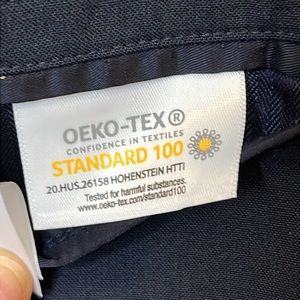 OEKO-TEX®
CONFIDENCE IN TEXTILES
STANDARD 100
20.HUS.26158 HOHENSTEIN HTTI
Tested for harmful substances.
www.oeko-tex.com/standard100